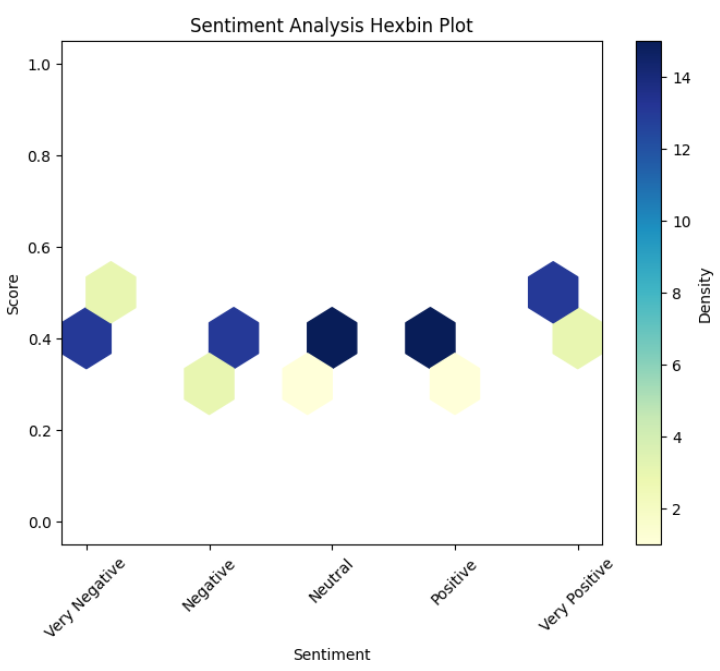 Sentiment Analysis Hexbin Plot
1.0
0.8
0.6
0.4
0.2
0.0
Score
Very Negative
Negative
Neutral
Positive
Very Positive
Sentiment
14
12
10
8
6
4
2
Density